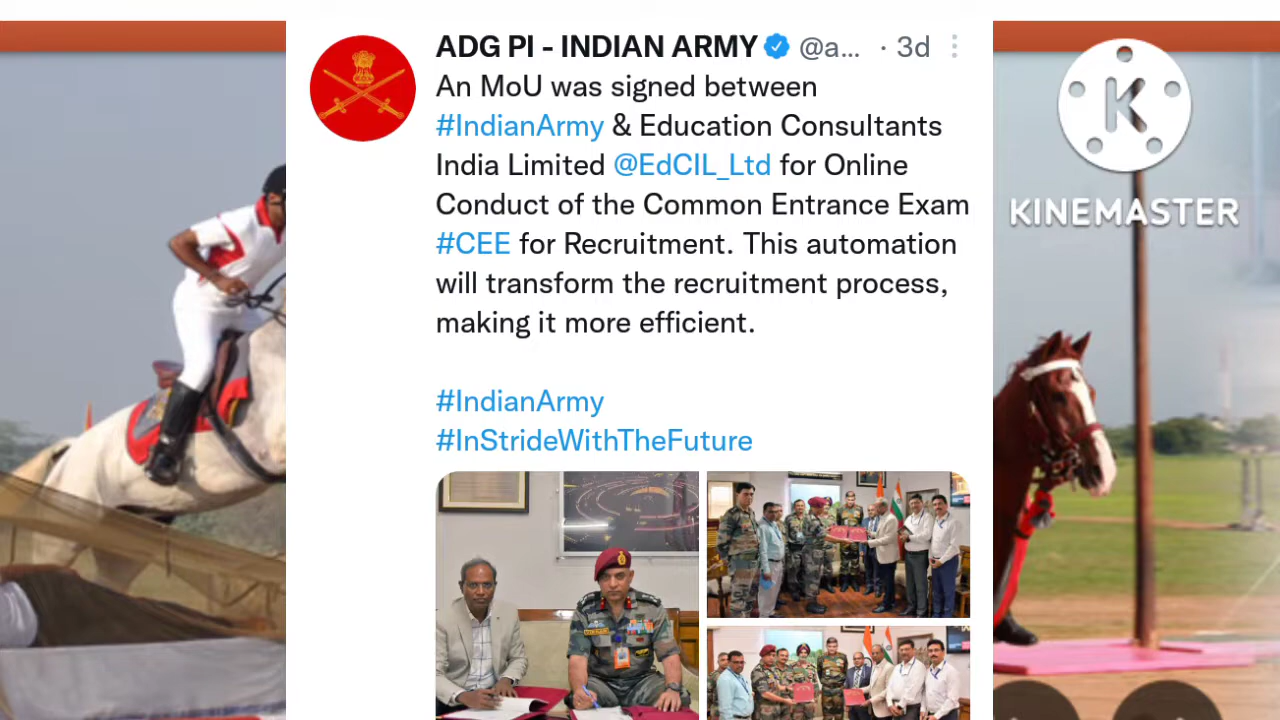 ADG PI - INDIAN ARMY @a... · 3d
An MoU was signed between
#IndianArmy & Education Consultants
India Limited @EdCIL_Ltd for Online
Conduct of the Common Entrance Exam
#CEE for Recruitment. This automation
will transform the recruitment process,
making it more efficient.
#IndianArmy
#InStrideWithTheFuture
K
KINEMASTER